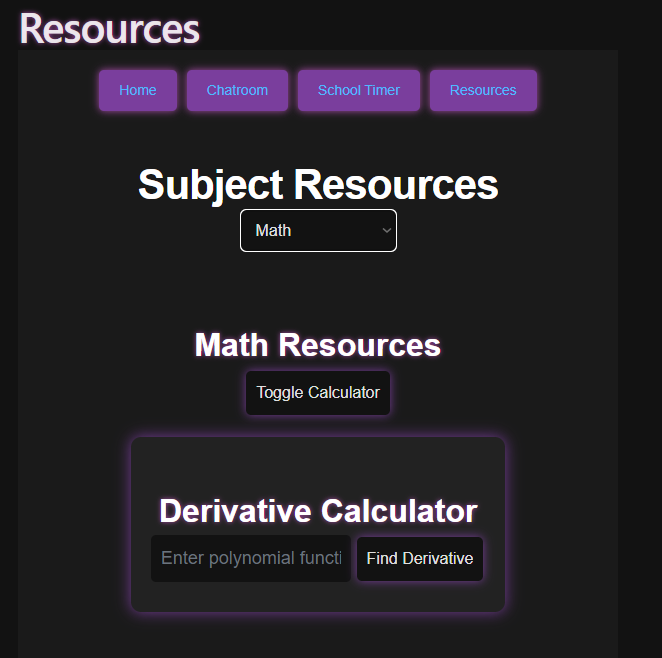 Resources
Home Chatroom School Timer Resources
Subject Resources
Math
Math Resources
Toggle Calculator
Derivative Calculator
Enter polynomial functi Find Derivative